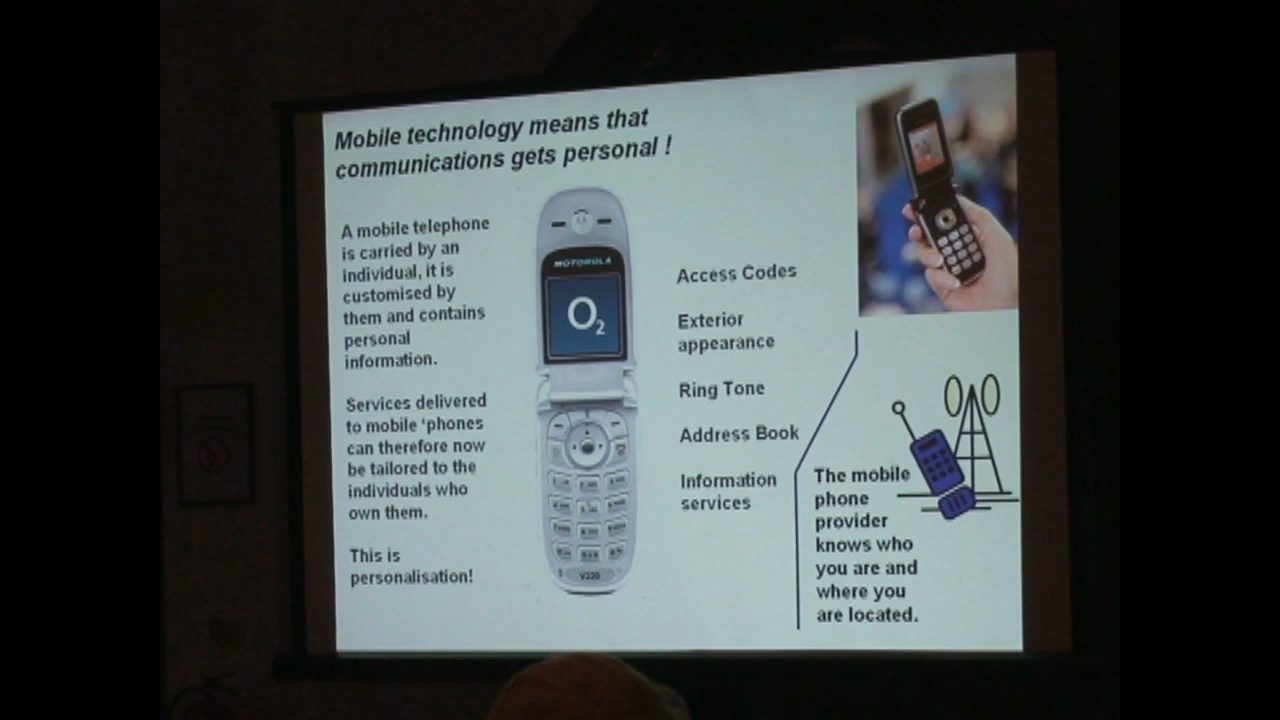 Mobile technology means that
communications gets personal !
A mobile telephone
is carried by an
individual, it is
customised by
them and contains
personal
information.
Services delivered
to mobile ‘phones
can therefore now
be tailored to the
individuals who
own them.
This is
personalisation!
MOTOROLA
O2
V220
Access Codes
Exterior
appearance
Ring Tone
Address Book
Information
services
The mobile
phone
provider
knows who
you are and
where you
are located.